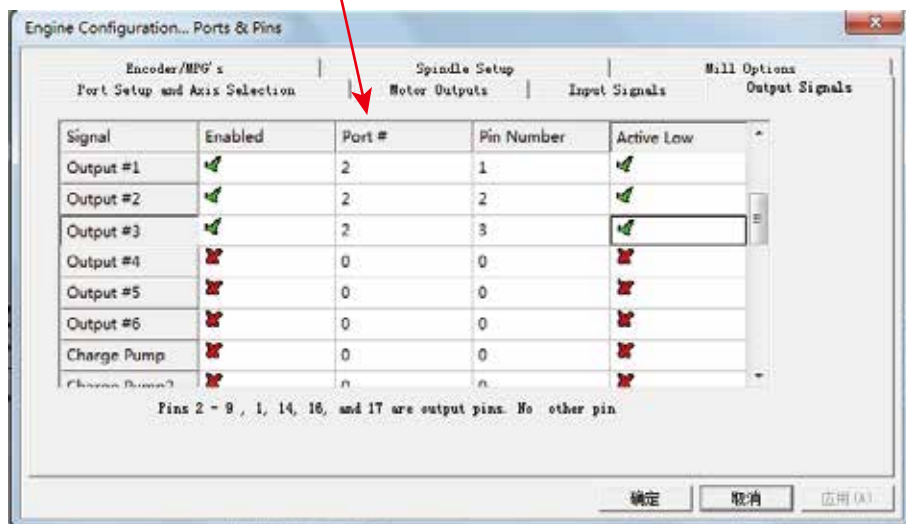 Engine Configuration... Ports & Pins
Encoder/MPG's Spindle Setup Mill Options
Port Setup and Axis Selection Motor Outputs Input Signals Output Signals
Signal Enabled Port # Pin Number Active Low
Output #1 2 1
Output #2 2 2
Output #3 2 3
Output #4 0 0
Output #5 0 0
Output #6 0 0
Charge Pump 0 0
Charge Pump2 0 0
Pins 2 - 9 , 1, 14, 16, and 17 are output pins. No other pin
确定 取消 应用(A)